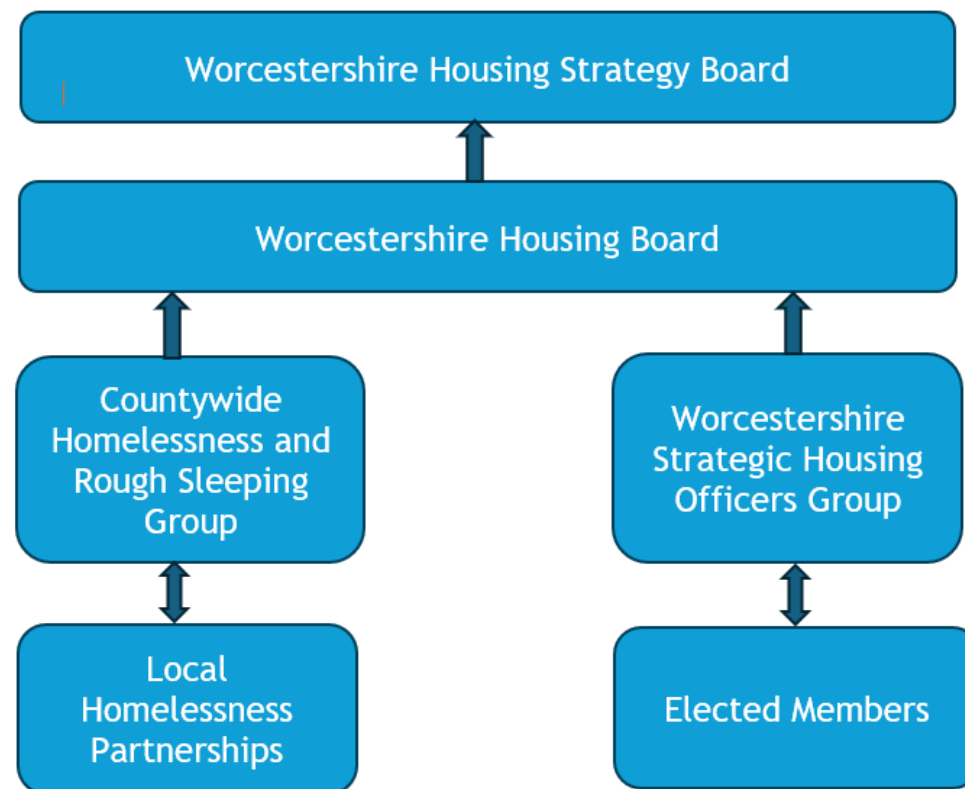 Worcestershire Housing Strategy Board
Worcestershire Housing Board
Countywide
Homelessness and
Rough Sleeping
Group
Worcestershire
Strategic Housing
Officers Group
Local
Homelessness
Partnerships
Elected Members